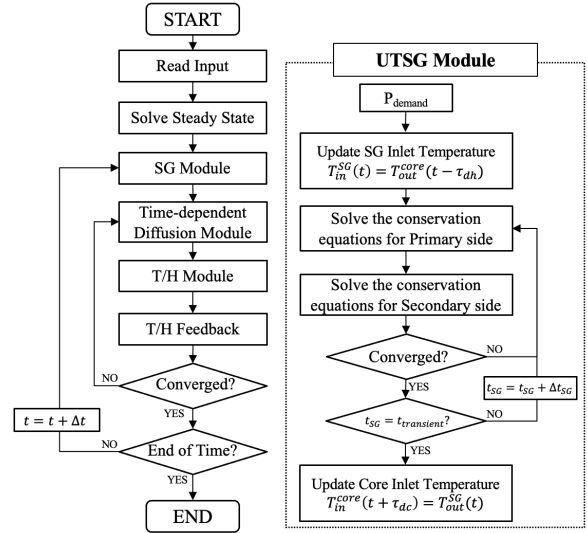 START
Read Input
Solve Steady State
SG Module
Time-dependent
Diffusion Module
T/H Module
T/H Feedback
NO
Converged?
YES
t = t + Δt
NO
End of Time?
YES
END
UTSG Module
P_demand
Update SG Inlet Temperature
T_in^SG(t) = T_out^core(t − τ_dh)
Solve the conservation
equations for Primary side
Solve the conservation
equations for Secondary side
NO
Converged?
YES
t_SG = t_SG + Δt_SG
NO
t_SG = t_transient?
YES
Update Core Inlet Temperature
T_in^core(t + τ_dc) = T_out^SG(t)